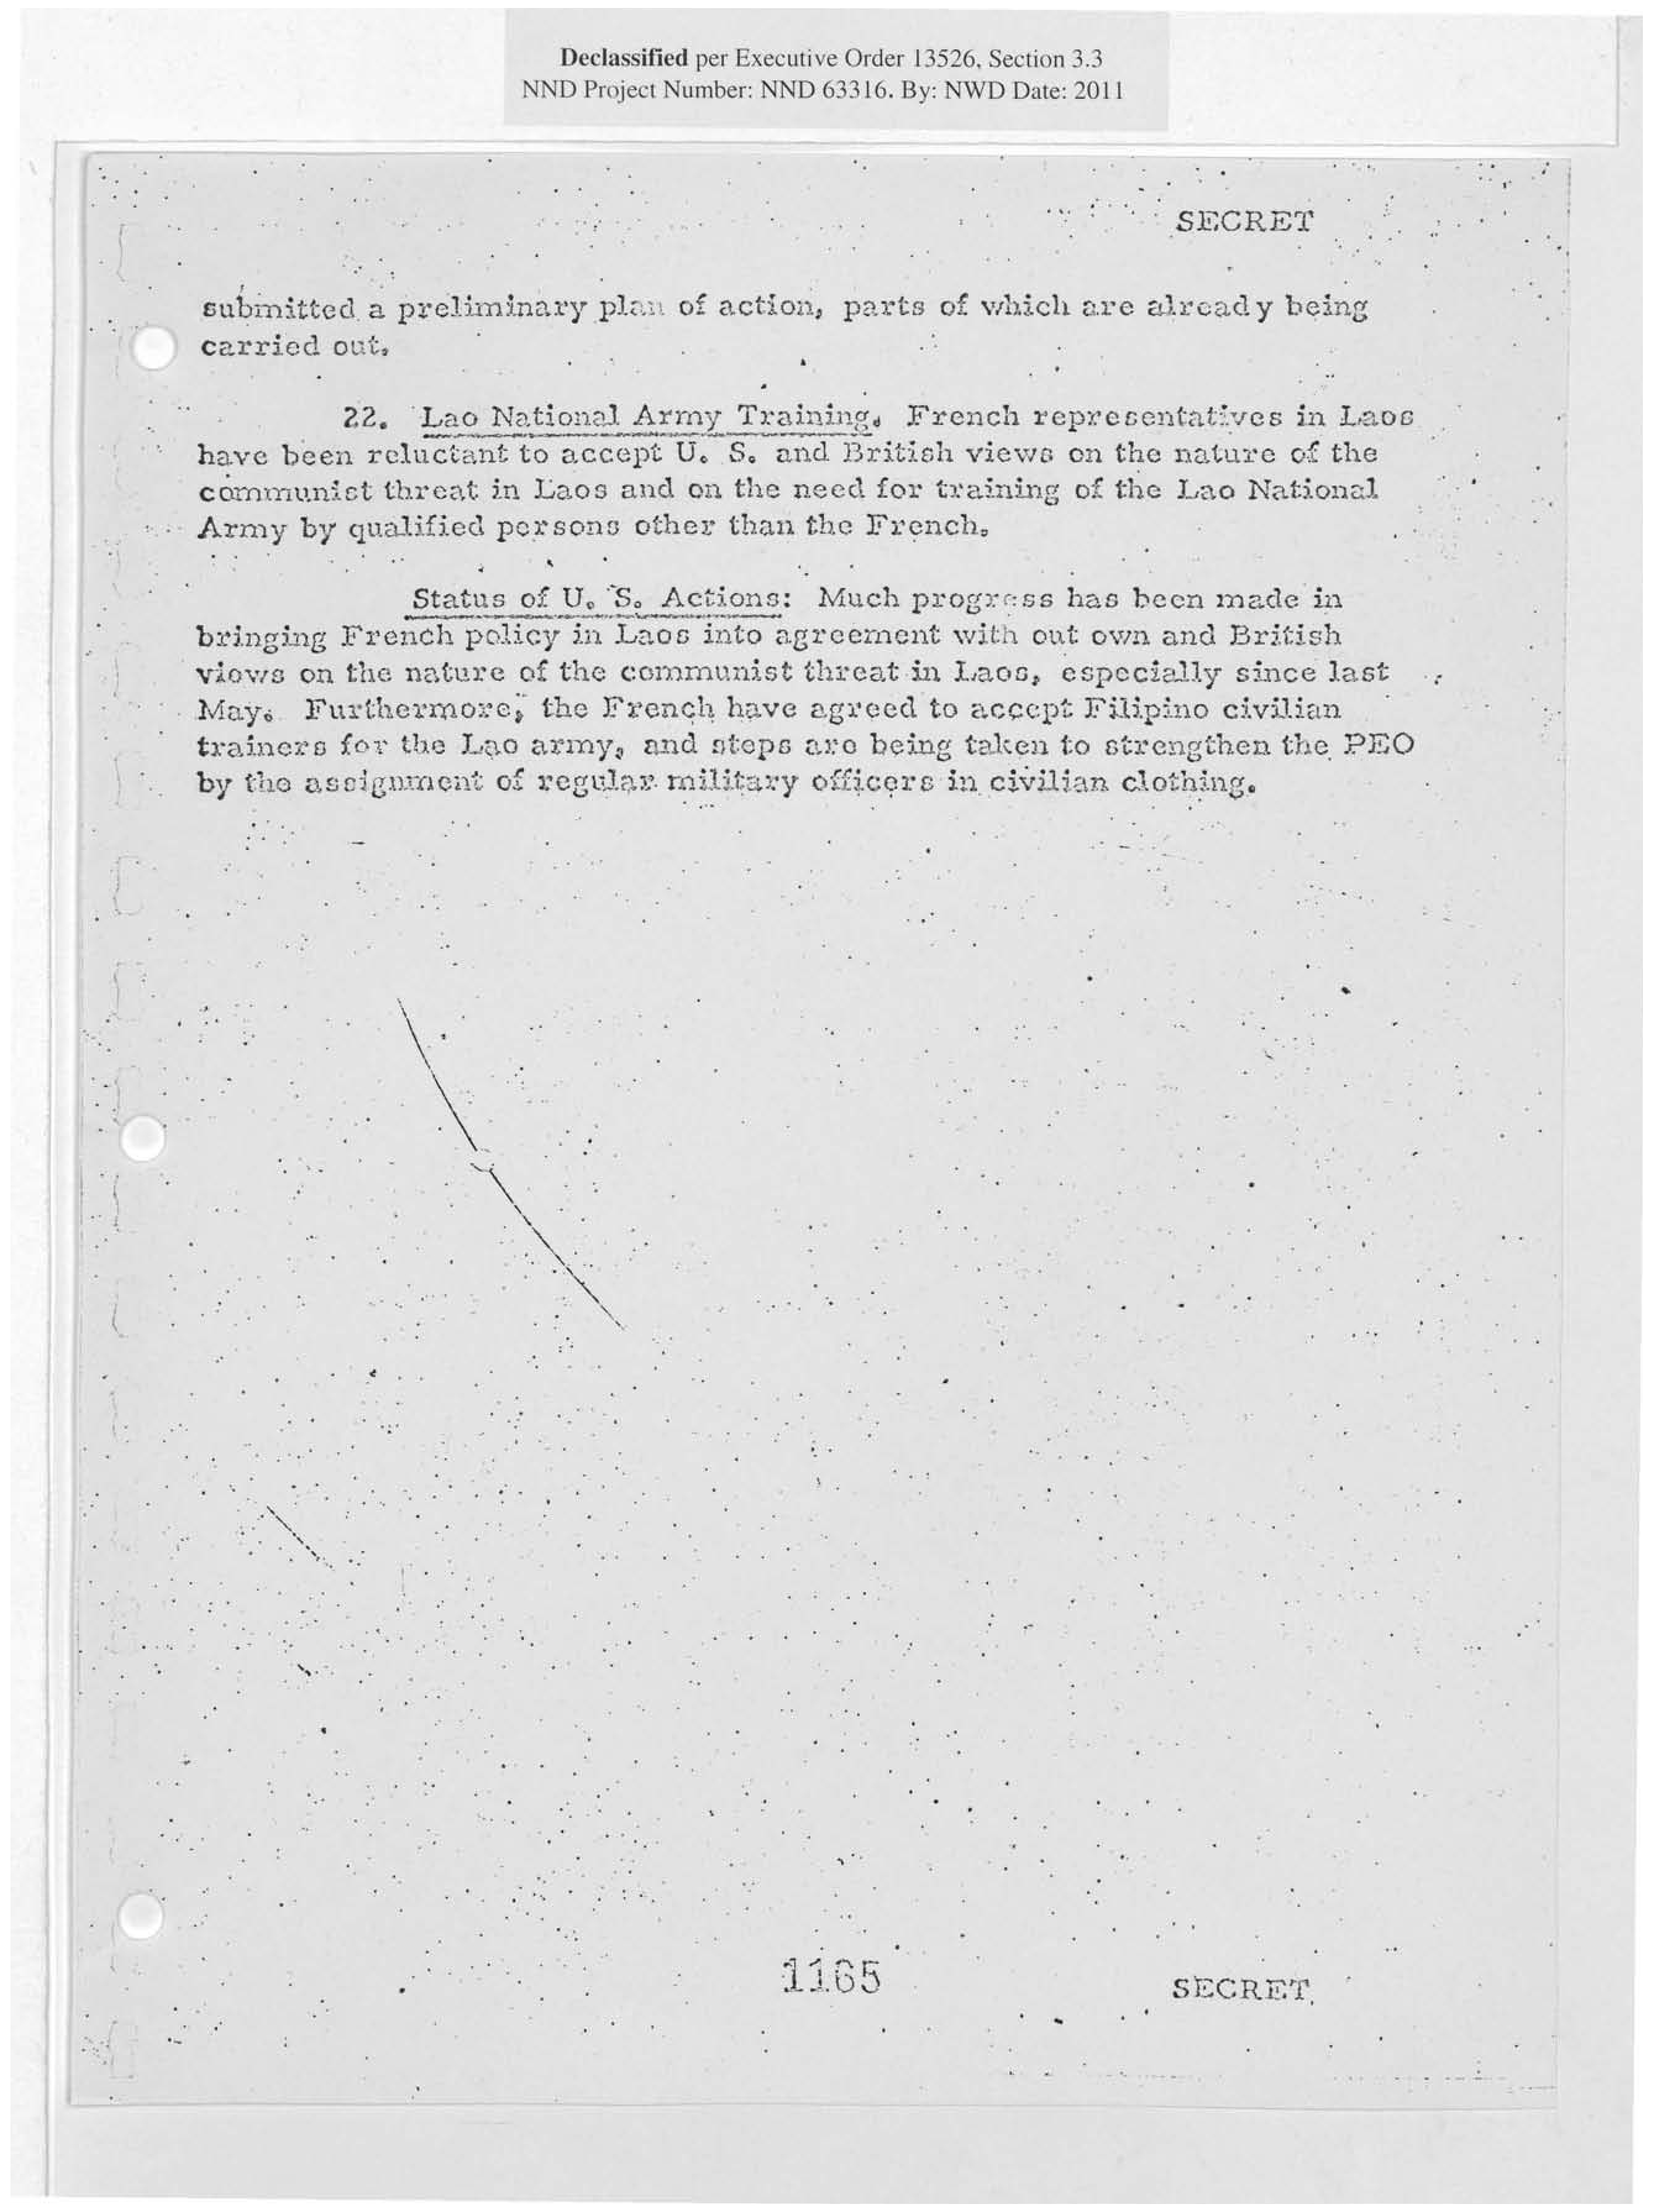 Declassified per Executive Order 13526, Section 3.3
NND Project Number: NND 63316. By: NWD Date: 2011
SECRET
submitted a preliminary plan of action, parts of which are already being
carried out.
22. Lao National Army Training. French representatives in Laos
have been reluctant to accept U. S. and British views on the nature of the
communist threat in Laos and on the need for training of the Lao National
Army by qualified persons other than the French.
Status of U. S. Actions: Much progress has been made in
bringing French policy in Laos into agreement with out own and British
views on the nature of the communist threat in Laos, especially since last
May. Furthermore, the French have agreed to accept Filipino civilian
trainers for the Lao army, and steps are being taken to strengthen the PEO
by the assignment of regular military officers in civilian clothing.
1165
SECRET